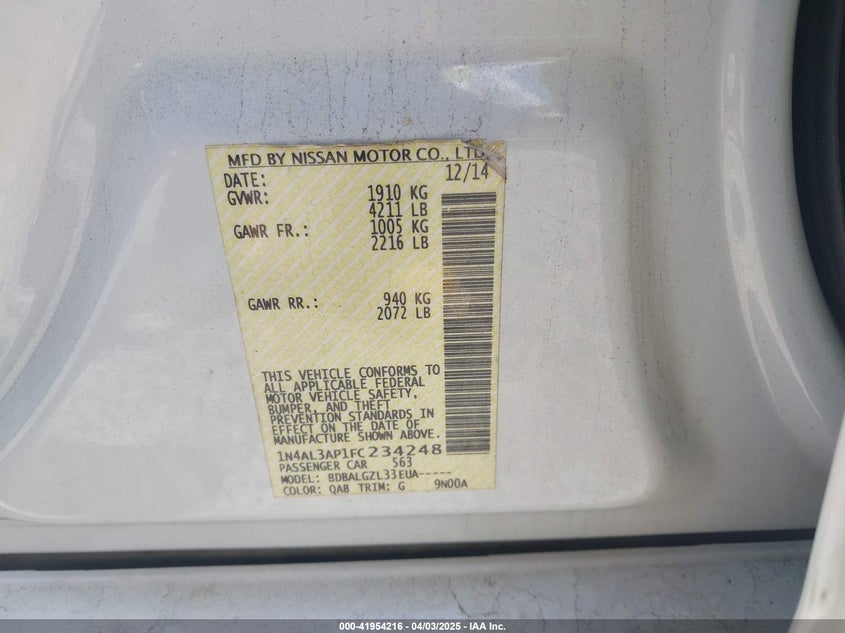 MFD BY NISSAN MOTOR CO., LTD.
DATE: 12/14
GVWR: 1910 KG
4211 LB
GAWR FR.: 1005 KG
2216 LB
GAWR RR.: 940 KG
2072 LB
THIS VEHICLE CONFORMS TO
ALL APPLICABLE FEDERAL
MOTOR VEHICLE SAFETY,
BUMPER, AND THEFT
PREVENTION STANDARDS IN
EFFECT ON THE DATE OF
MANUFACTURE SHOWN ABOVE.
1N4AL3AP1FC234248
PASSENGER CAR 563
MODEL: BDBALGZL33EUA-----
COLOR: QAB TRIM: G 9N00A
000-41954216 - 04/03/2025 - IAA Inc.